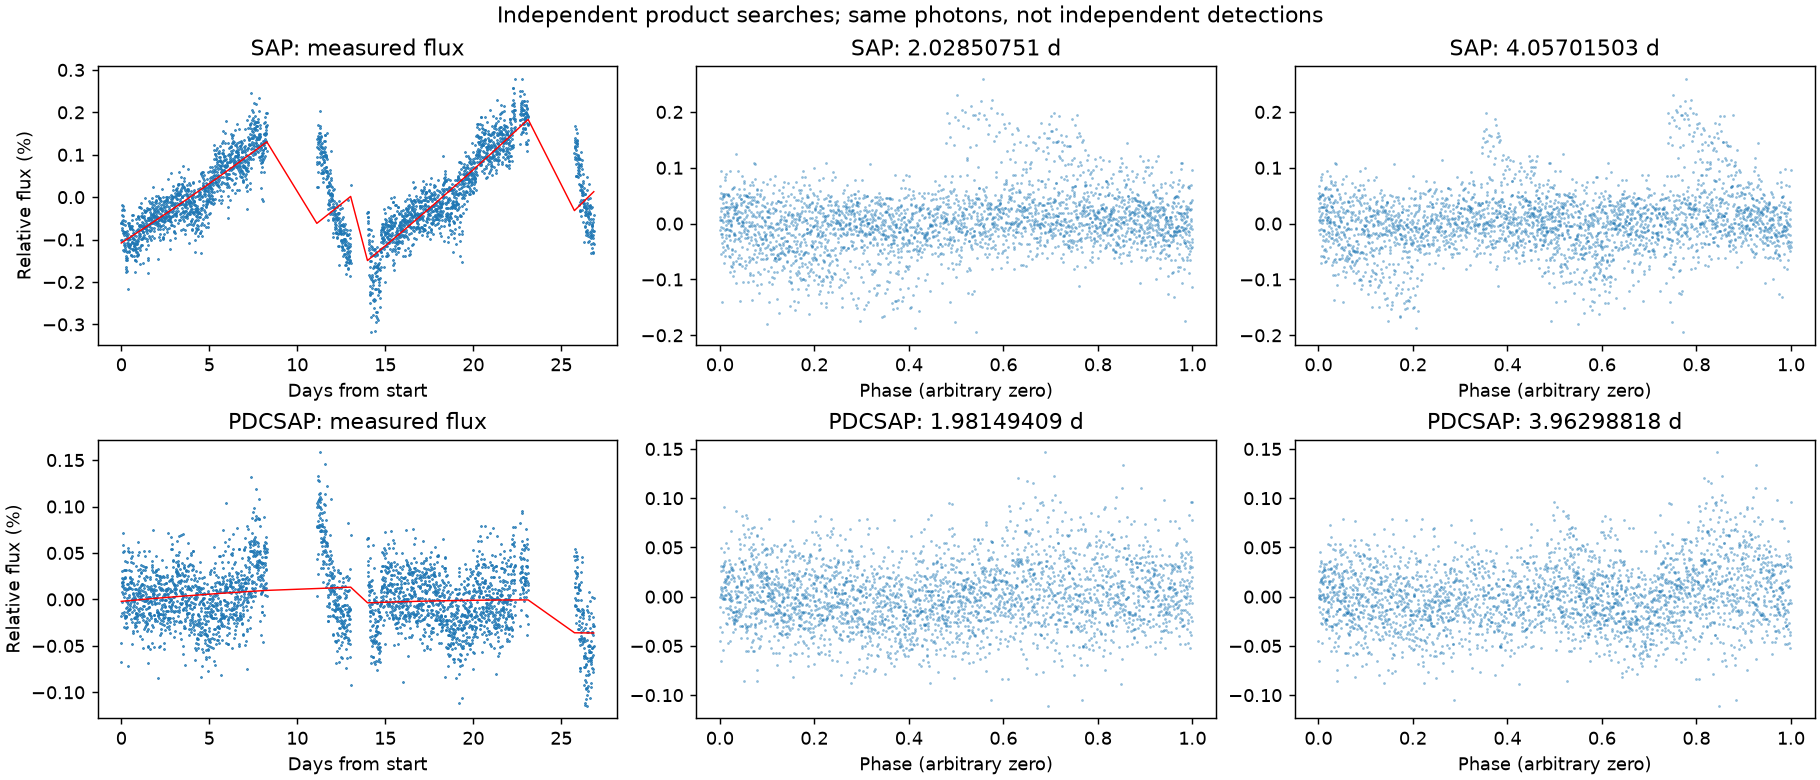 Independent product searches; same photons, not independent detections
SAP: measured flux
SAP: 2.02850751 d
SAP: 4.05701503 d
Relative flux (%)
0.3
0.2
0.1
0.0
−0.1
−0.2
−0.3
0 5 10 15 20 25
Days from start
0.2
0.1
0.0
−0.1
−0.2
0.0 0.2 0.4 0.6 0.8 1.0
Phase (arbitrary zero)
0.2
0.1
0.0
−0.1
−0.2
0.0 0.2 0.4 0.6 0.8 1.0
Phase (arbitrary zero)
PDCSAP: measured flux
PDCSAP: 1.98149409 d
PDCSAP: 3.96298818 d
Relative flux (%)
0.15
0.10
0.05
0.00
−0.05
−0.10
0 5 10 15 20 25
Days from start
0.15
0.10
0.05
0.00
−0.05
−0.10
0.0 0.2 0.4 0.6 0.8 1.0
Phase (arbitrary zero)
0.15
0.10
0.05
0.00
−0.05
−0.10
0.0 0.2 0.4 0.6 0.8 1.0
Phase (arbitrary zero)